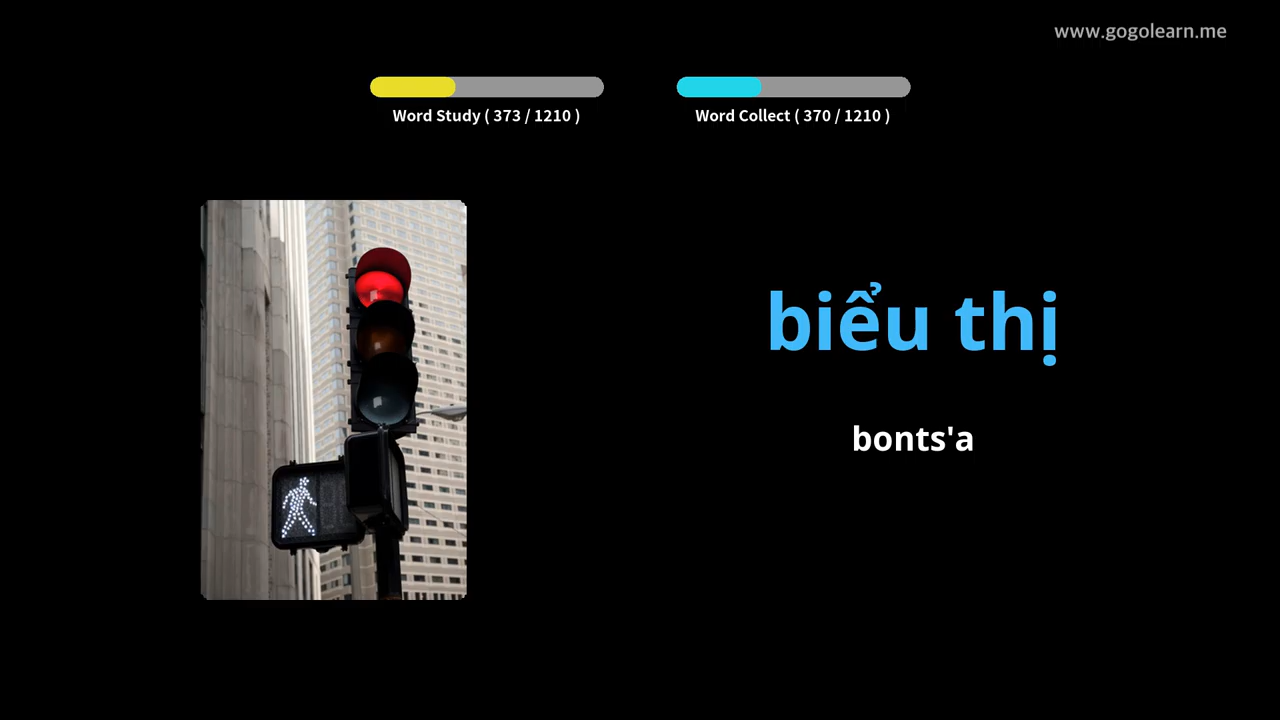 www.gogolearn.me
Word Study ( 373 / 1210 )
Word Collect ( 370 / 1210 )
biểu thị
bonts'a